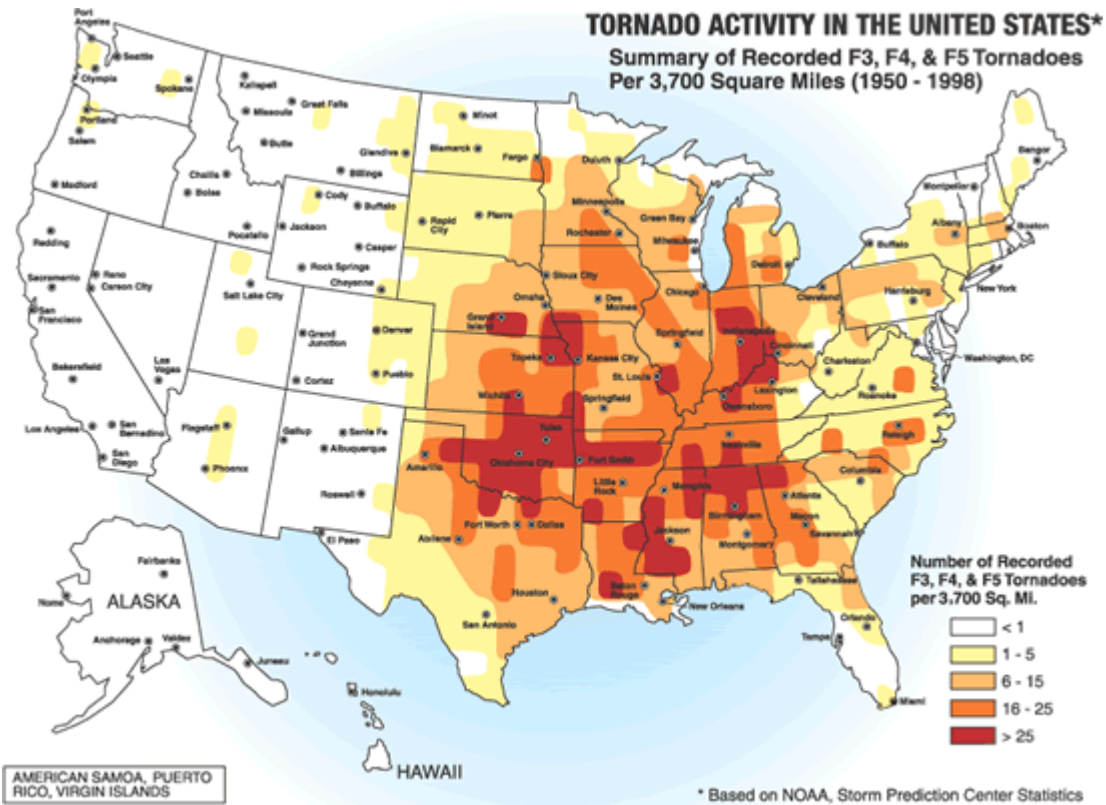 TORNADO ACTIVITY IN THE UNITED STATES*
Summary of Recorded F3, F4, & F5 Tornadoes
Per 3,700 Square Miles (1950 - 1998)
Port
Angeles
Seattle
Olympia
Spokane
Portland
Salem
Medford
Kalispell
Great Falls
Missoula
Butte
Glendive
Billings
Challis
Boise
Pocatello
Cody
Buffalo
Jackson
Casper
Rock Springs
Cheyenne
Minot
Bismarck
Fargo
Rapid
City
Pierre
Duluth
Minneapolis
Rochester
Green Bay
Milwaukee
Detroit
Chicago
Sioux City
Omaha
Des
Moines
Grand
Island
Redding
Sacramento
San
Francisco
Reno
Carson City
Salt Lake City
Bakersfield
Las
Vegas
Los Angeles
San
Bernadino
San
Diego
Grand
Junction
Cortez
Denver
Pueblo
Flagstaff
Phoenix
Gallup
Santa Fe
Albuquerque
Roswell
El Paso
Topeka
Kansas City
Wichita
St. Louis
Springfield
Springfield
Indianapolis
Cincinnati
Lexington
Owensboro
Cleveland
Charleston
Roanoke
Harrisburg
Buffalo
Albany
Montpelier
Bangor
Boston
New York
Washington, DC
Tulsa
Oklahoma City
Fort Smith
Amarillo
Little
Rock
Memphis
Nashville
Raleigh
Columbia
Atlanta
Birmingham
Macon
Savannah
Montgomery
Jackson
Fort Worth
Dallas
Abilene
Houston
San Antonio
Baton
Rouge
New Orleans
Tallahassee
Orlando
Tampa
Miami
Fairbanks
Nome
ALASKA
Anchorage
Valdez
Juneau
Honolulu
HAWAII
AMERICAN SAMOA, PUERTO
RICO, VIRGIN ISLANDS
Number of Recorded
F3, F4, & F5 Tornadoes
per 3,700 Sq. Mi.
< 1
1 - 5
6 - 15
16 - 25
> 25
* Based on NOAA, Storm Prediction Center Statistics